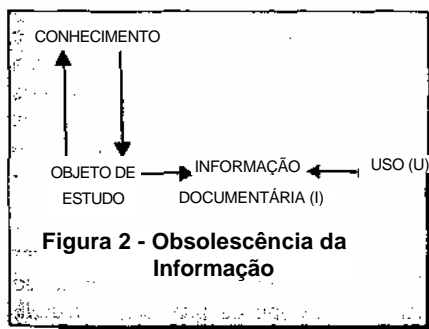 CONHECIMENTO
OBJETO DE
ESTUDO
INFORMAÇÃO
DOCUMENTÁRIA (I)
USO (U)
Figura 2 - Obsolescência da
Informação